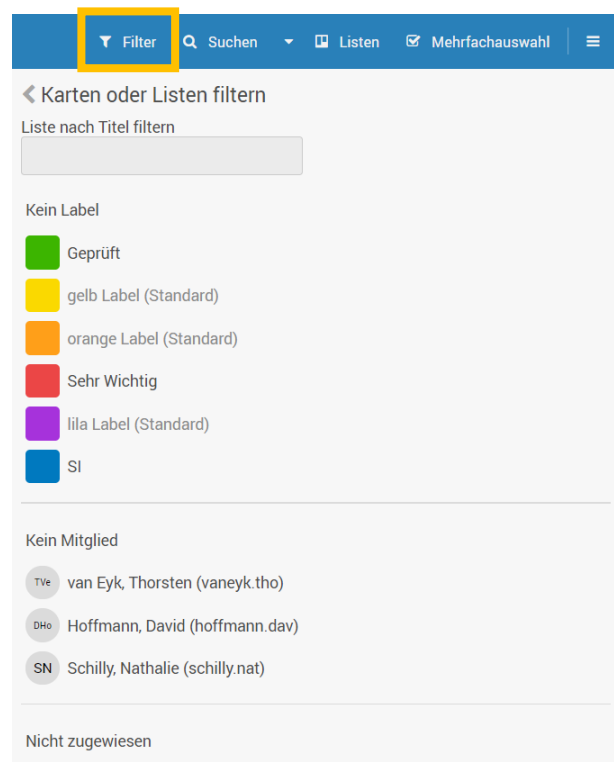 Filter Suchen Listen Mehrfachauswahl
Karten oder Listen filtern
Liste nach Titel filtern
Kein Label
Geprüft
gelb Label (Standard)
orange Label (Standard)
Sehr Wichtig
lila Label (Standard)
SI
Kein Mitglied
TVe van Eyk, Thorsten (vaneyk.tho)
DHo Hoffmann, David (hoffmann.dav)
SN Schilly, Nathalie (schilly.nat)
Nicht zugewiesen